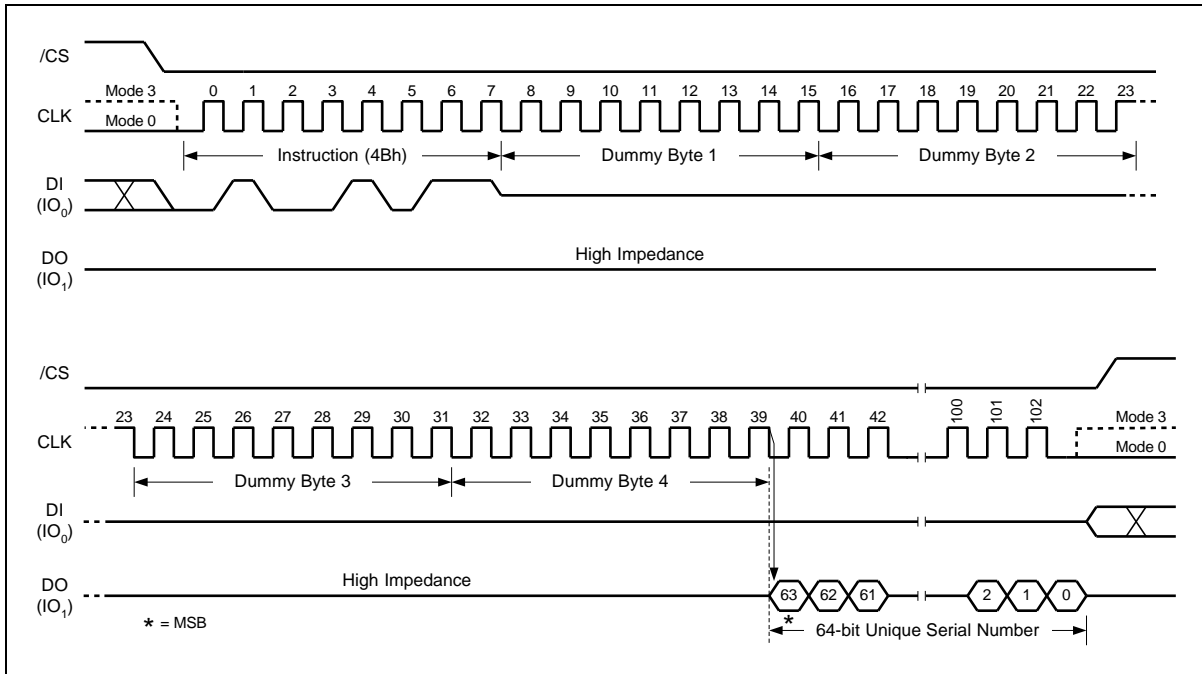 /CS
Mode 3 0 1 2 3 4 5 6 7 8 9 10 11 12 13 14 15 16 17 18 19 20 21 22 23
CLK
Mode 0
Instruction (4Bh) Dummy Byte 1 Dummy Byte 2
DI
(IO0)
High Impedance
DO
(IO1)
/CS
23 24 25 26 27 28 29 30 31 32 33 34 35 36 37 38 39 40 41 42 100 101 102 Mode 3
CLK
Mode 0
Dummy Byte 3 Dummy Byte 4
DI
(IO0)
High Impedance
DO
(IO1)
63 62 61 2 1 0
* = MSB
*
64-bit Unique Serial Number